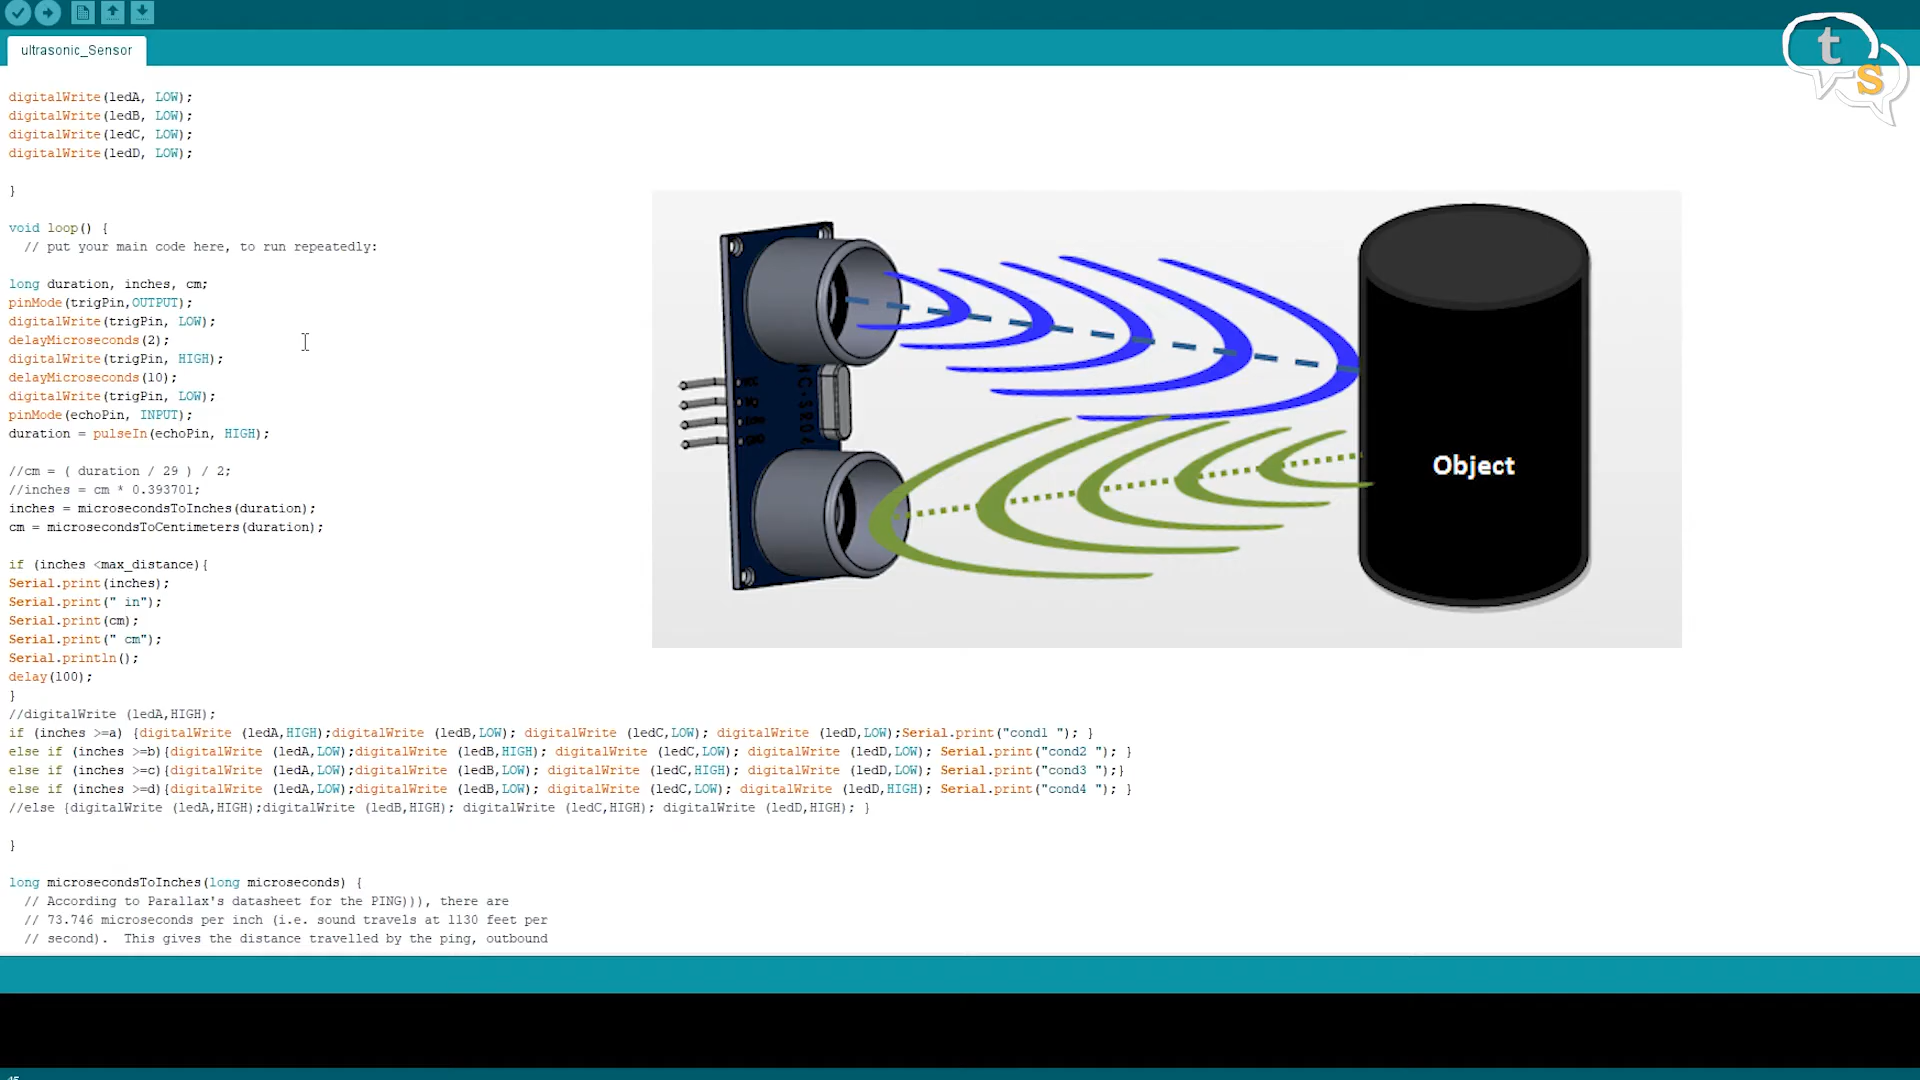 ts
ultrasonic_Sensor
digitalWrite(ledA, LOW);
digitalWrite(ledB, LOW);
digitalWrite(ledC, LOW);
digitalWrite(ledD, LOW);
}
void loop() {
// put your main code here, to run repeatedly:
long duration, inches, cm;
pinMode(trigPin,OUTPUT);
digitalWrite(trigPin, LOW);
delayMicroseconds(2);
digitalWrite(trigPin, HIGH);
delayMicroseconds(10);
digitalWrite(trigPin, LOW);
pinMode(echoPin, INPUT);
duration = pulseIn(echoPin, HIGH);
//cm = ( duration / 29 ) / 2;
//inches = cm * 0.393701;
inches = microsecondsToInches(duration);
cm = microsecondsToCentimeters(duration);
if (inches <max_distance){
Serial.print(inches);
Serial.print(" in");
Serial.print(cm);
Serial.print(" cm");
Serial.println();
delay(100);
}
//digitalWrite (ledA,HIGH);
if (inches >=a) {digitalWrite (ledA,HIGH);digitalWrite (ledB,LOW); digitalWrite (ledC,LOW); digitalWrite (ledD,LOW);Serial.print("cond1 "); }
else if (inches >=b){digitalWrite (ledA,LOW);digitalWrite (ledB,HIGH); digitalWrite (ledC,LOW); digitalWrite (ledD,LOW); Serial.print("cond2 "); }
else if (inches >=c){digitalWrite (ledA,LOW);digitalWrite (ledB,LOW); digitalWrite (ledC,HIGH); digitalWrite (ledD,LOW); Serial.print("cond3 ");}
else if (inches >=d){digitalWrite (ledA,LOW);digitalWrite (ledB,LOW); digitalWrite (ledC,LOW); digitalWrite (ledD,HIGH); Serial.print("cond4 "); }
//else {digitalWrite (ledA,HIGH);digitalWrite (ledB,HIGH); digitalWrite (ledC,HIGH); digitalWrite (ledD,HIGH); }
}
long microsecondsToInches(long microseconds) {
// According to Parallax's datasheet for the PING))), there are
// 73.746 microseconds per inch (i.e. sound travels at 1130 feet per
// second).  This gives the distance travelled by the ping, outbound
HC-SR04
Object